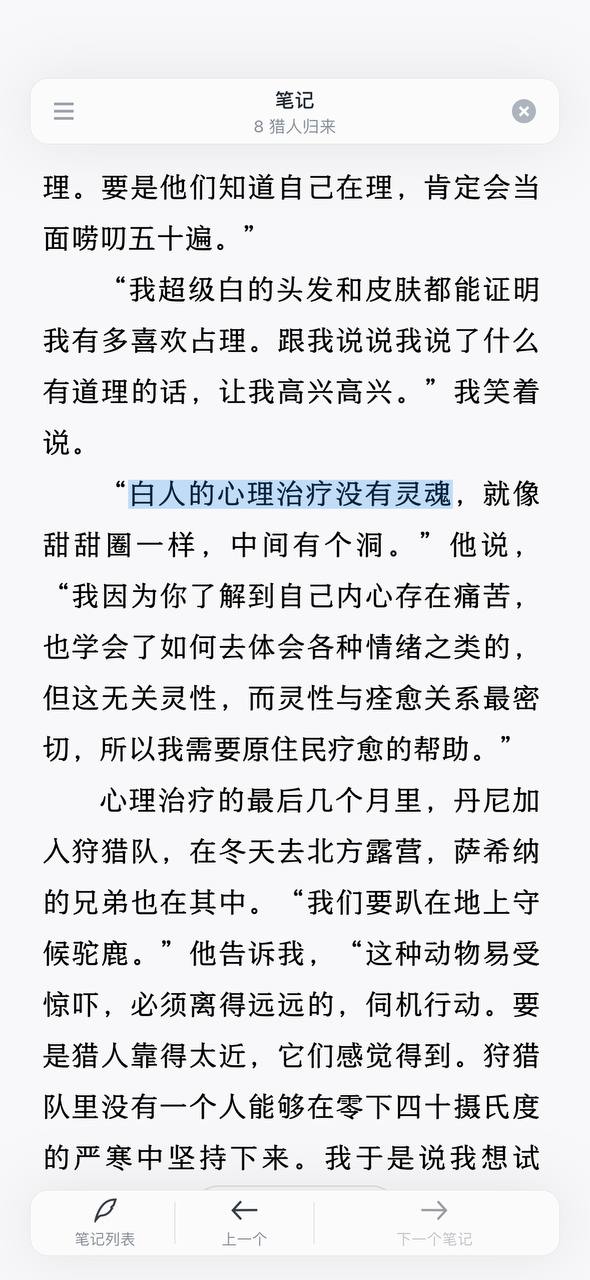 笔记
8 猎人归来
理。要是他们知道自己在理，肯定会当
面唠叨五十遍。”
“我超级白的头发和皮肤都能证明
我有多喜欢占理。跟我说说我说了什么
有道理的话，让我高兴高兴。”我笑着
说。
“白人的心理治疗没有灵魂，就像
甜甜圈一样，中间有个洞。”他说，
“我因为你了解到自己内心存在痛苦，
也学会了如何去体会各种情绪之类的，
但这无关灵性，而灵性与痊愈关系最密
切，所以我需要原住民疗愈的帮助。”
心理治疗的最后几个月里，丹尼加
入狩猎队，在冬天去北方露营，萨希纳
的兄弟也在其中。“我们要趴在地上守
候驼鹿。”他告诉我，“这种动物易受
惊吓，必须离得远远的，伺机行动。要
是猎人靠得太近，它们感觉得到。狩猎
队里没有一个人能够在零下四十摄氏度
的严寒中坚持下来。我于是说我想试
笔记列表
上一个
下一个笔记